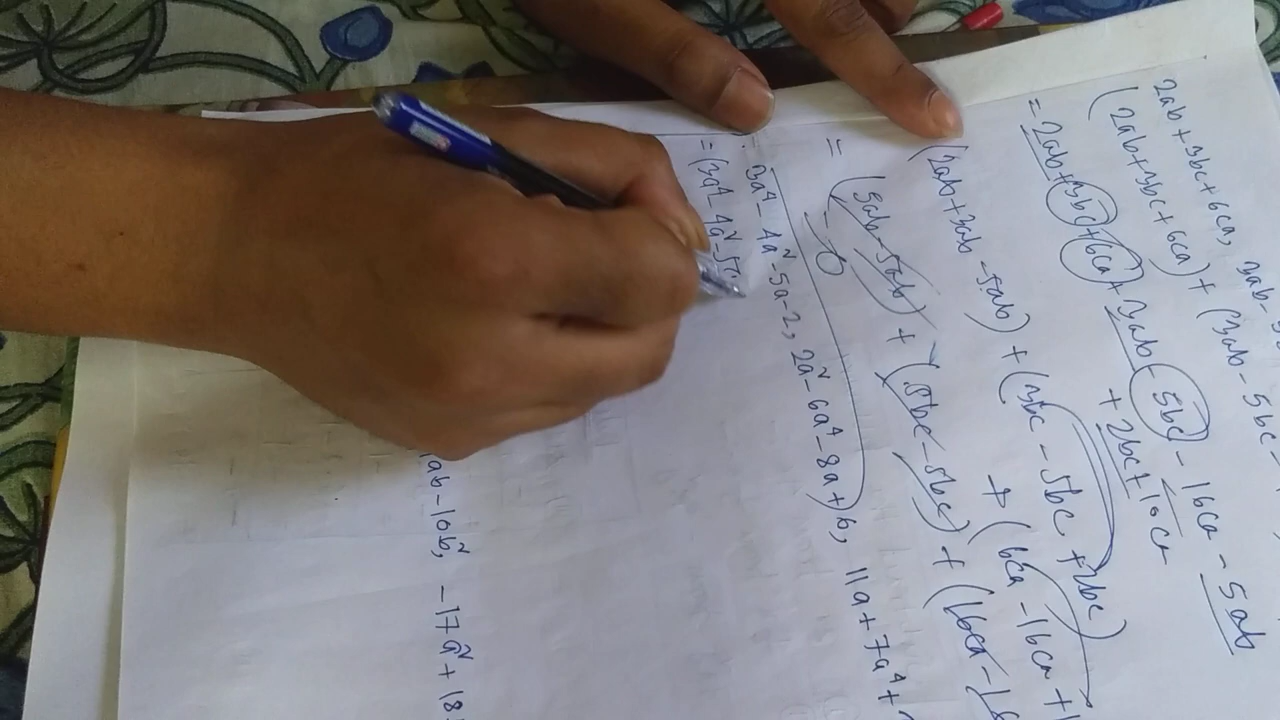 2ab+3bc+6ca, 3ab-
(2ab+3bc+6ca)+(3ab-5bc-
=2ab+3bc+6ca+3ab-5bc-16ca-5ab
+2bc+10ca
(2ab+3ab-5ab)+(3bc-5bc+2bc)
+(6ca-16ca+
=(5ab-5ab)+(5bc-5bc)+(16ca-16
=0
3a⁴-4a²-5a-2, 2a²-6a⁴-8a+6, 11a+7a⁴+
=(3a⁴-4a²-5a
ab-10b², -17a²+18